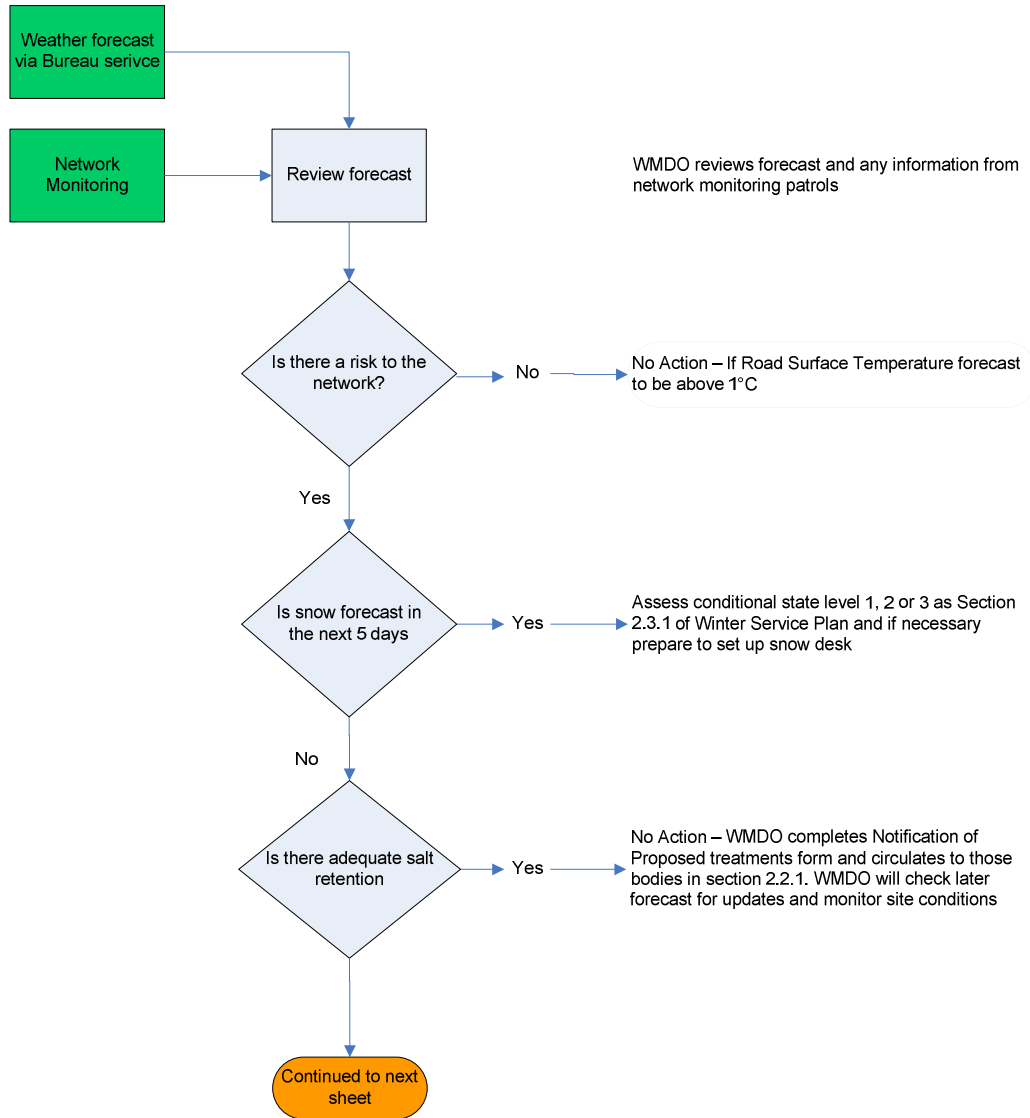 Weather forecast
via Bureau serivce
Network
Monitoring
Review forecast
WMDO reviews forecast and any information from
network monitoring patrols
Is there a risk to the
network?
No
No Action – If Road Surface Temperature forecast
to be above 1°C
Yes
Is snow forecast in
the next 5 days
Yes
Assess conditional state level 1, 2 or 3 as Section
2.3.1 of Winter Service Plan and if necessary
prepare to set up snow desk
No
Is there adequate salt
retention
Yes
No Action – WMDO completes Notification of
Proposed treatments form and circulates to those
bodies in section 2.2.1. WMDO will check later
forecast for updates and monitor site conditions
Continued to next
sheet